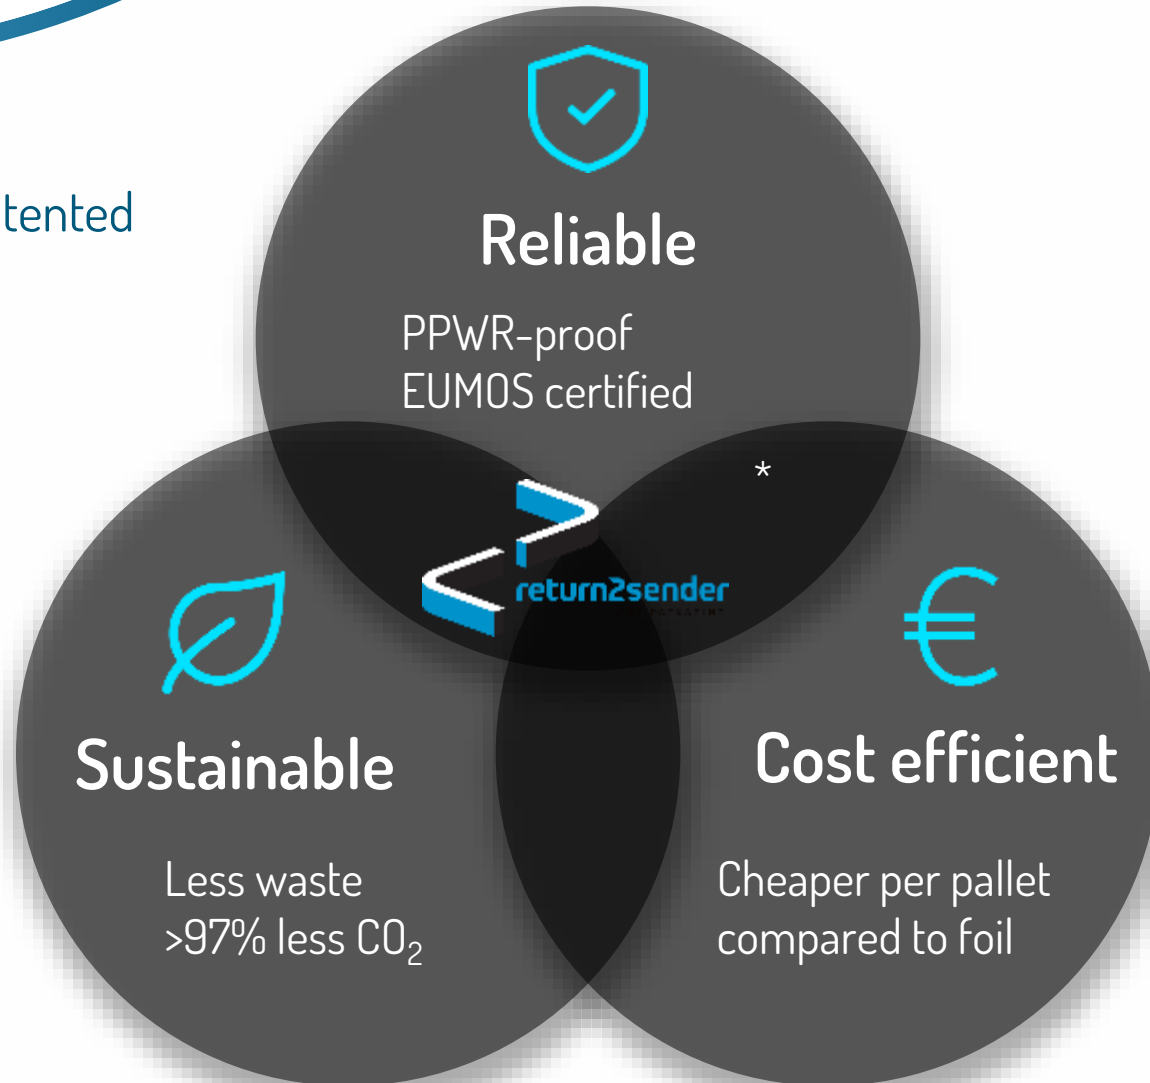 tented
Reliable
PPWR-proof
EUMOS certified
*
return2sender
Sustainable
Cost efficient
Less waste
>97% less CO₂
Cheaper per pallet
compared to foil